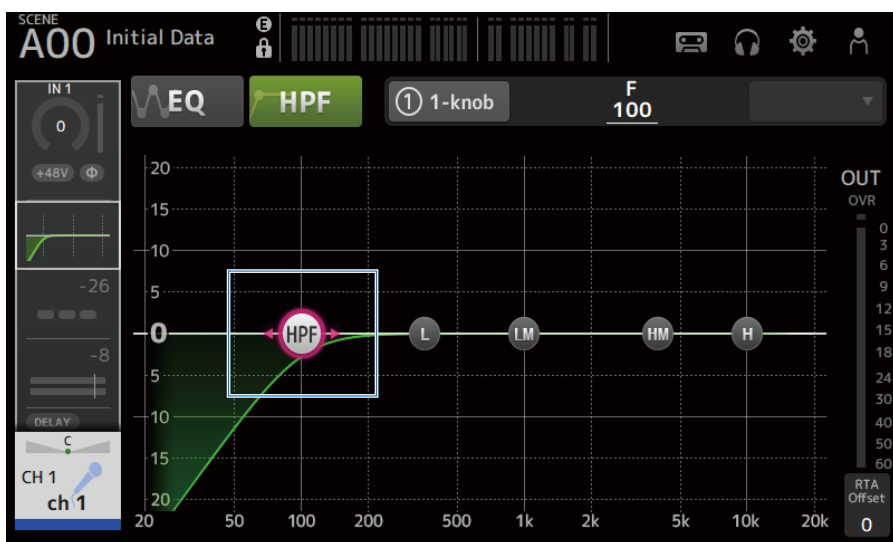 SCENE
A00 Initial Data
E
IN 1
0
+48V Φ
-26
-8
DELAY
C
CH 1
ch 1
EQ
HPF
1 1-knob
F
100
20
15
10
5
0
5
10
15
20
HPF
L
LM
HM
H
20 50 100 200 500 1k 2k 5k 10k 20k
OUT
OVR
0
3
6
9
12
15
18
24
30
40
50
60
RTA
Offset
0